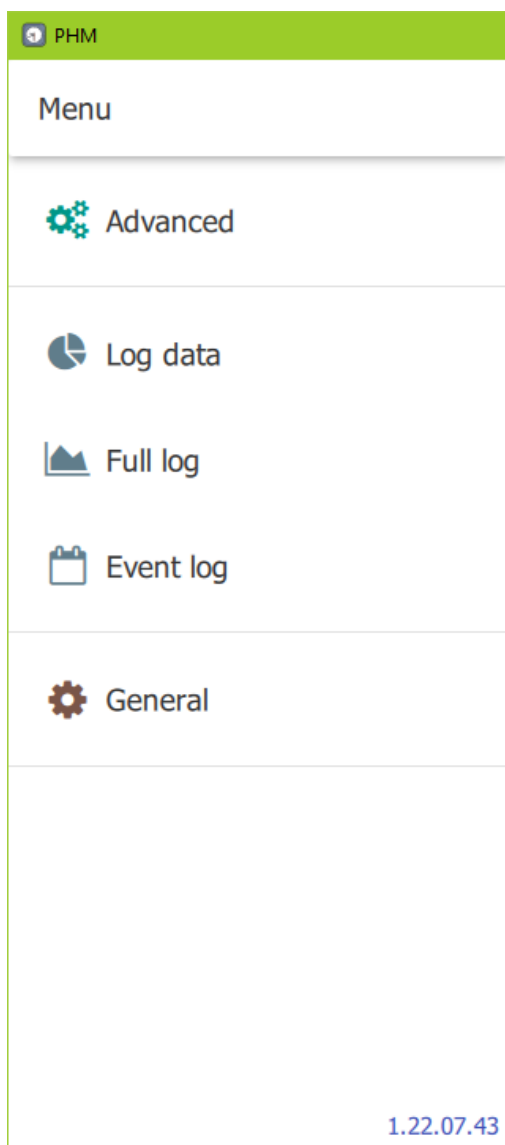 PHM
Menu
Advanced
Log data
Full log
Event log
General
1.22.07.43